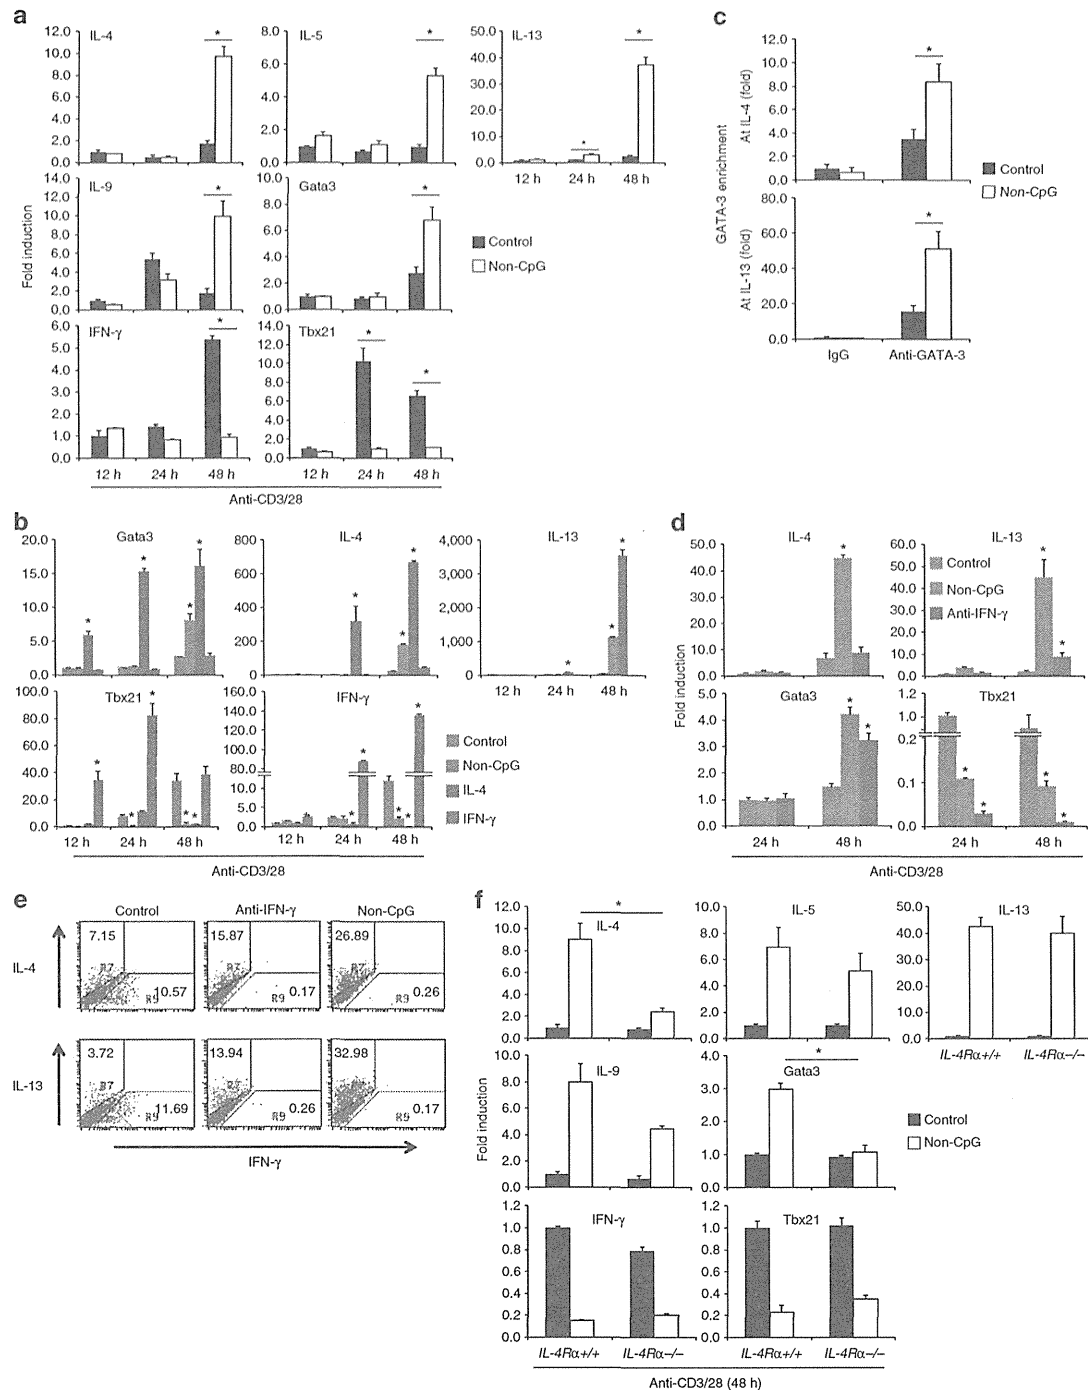 a
Fold induction
IL-4
12.0
10.0
8.0
6.0
4.0
2.0
0.0
*
IL-5
8.0
6.0
4.0
2.0
0.0
*
IL-13
50.0
40.0
30.0
20.0
10.0
0.0
*
*
12 h 24 h 48 h
IL-9
12.0
10.0
8.0
6.0
4.0
2.0
0.0
*
Gata3
10.0
8.0
6.0
4.0
2.0
0.0
*
Control
Non-CpG
IFN-γ
6.0
5.0
4.0
3.0
2.0
1.0
0.0
*
12 h 24 h 48 h
Tbx21
14.0
12.0
10.0
8.0
6.0
4.0
2.0
0.0
*
*
12 h 24 h 48 h
Anti-CD3/28
c
GATA-3 enrichment
At IL-4 (fold)
12.0
10.0
8.0
6.0
4.0
2.0
0.0
*
Control
Non-CpG
At IL-13 (fold)
80.0
60.0
40.0
20.0
0.0
*
IgG Anti-GATA-3
b
Gata3
20.0
15.0
10.0
5.0
0.0
* * * *
IL-4
800
600
400
200
0
* * *
IL-13
4,000
3,000
2,000
1,000
0
* * *
12 h 24 h 48 h
Tbx21
100.0
80.0
60.0
40.0
20.0
0.0
* * * * *
12 h 24 h 48 h
IFN-γ
160.0
140.0
120.0
100.0
80.0
15.0
10.0
5.0
0.0
* * * * * *
12 h 24 h 48 h
Control
Non-CpG
IL-4
IFN-γ
Anti-CD3/28
d
Fold induction
IL-4
50.0
40.0
30.0
20.0
10.0
0.0
*
IL-13
60.0
50.0
40.0
30.0
20.0
10.0
0.0
* *
Control
Non-CpG
Anti-IFN-γ
Gata3
5.0
4.0
3.0
2.0
1.0
0.0
* *
24 h 48 h
Tbx21
1.2
1.0
0.2
0.1
0.0
* * * *
24 h 48 h
Anti-CD3/28
e
Control Anti-IFN-γ Non-CpG
IL-4
7.15
R7
R9
10.57
15.87
R7
R9
0.17
26.89
R7
R9
0.26
IL-13
3.72
R7
R9
11.69
13.94
R7
R9
0.26
32.98
R7
R9
0.17
IFN-γ
f
Fold induction
IL-4
12.0
10.0
8.0
6.0
4.0
2.0
0.0
*
IL-5
10.0
8.0
6.0
4.0
2.0
0.0
IL-13
50.0
40.0
30.0
20.0
10.0
0.0
IL-4Rα+/+ IL-4Rα−/−
IL-9
10.0
8.0
6.0
4.0
2.0
0.0
Gata3
4.0
3.0
2.0
1.0
0.0
*
Control
Non-CpG
IFN-γ
1.2
1.0
0.8
0.6
0.4
0.2
0.0
IL-4Rα+/+ IL-4Rα−/−
Tbx21
1.2
1.0
0.8
0.6
0.4
0.2
0.0
IL-4Rα+/+ IL-4Rα−/−
Anti-CD3/28 (48 h)